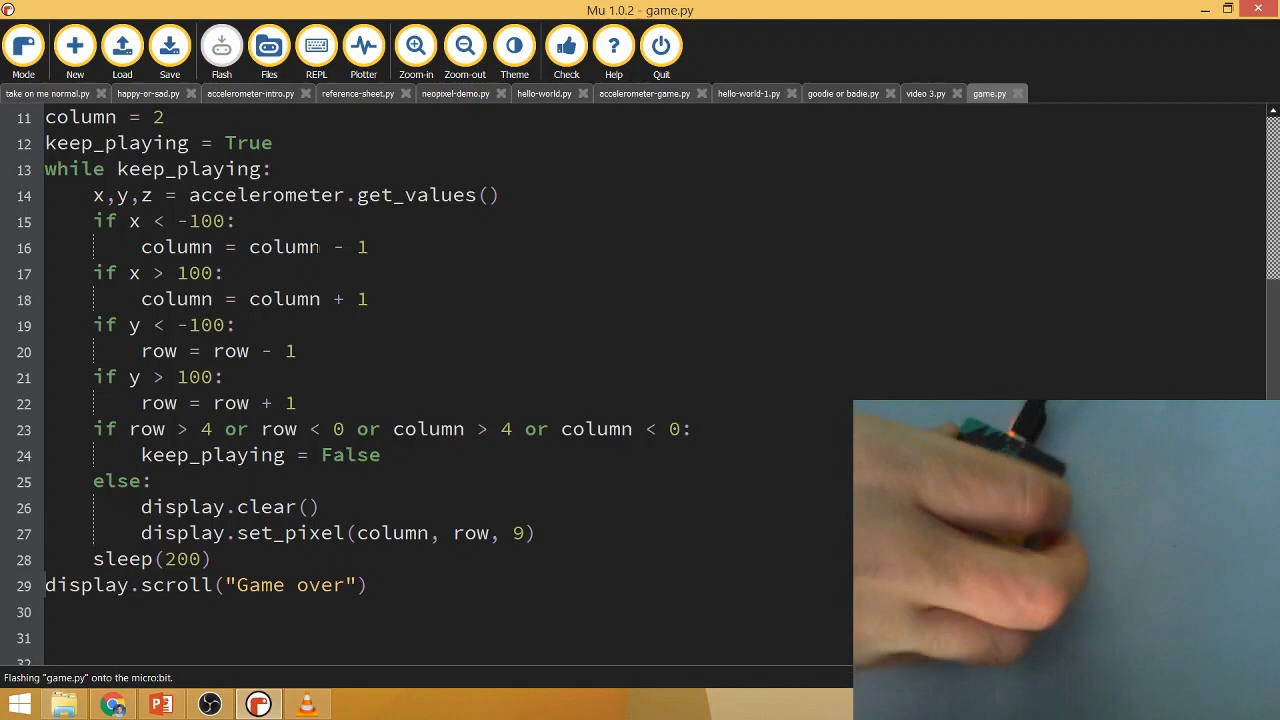 Mu 1.0.2 - game.py
Mode New Load Save Flash Files REPL Plotter Zoom-in Zoom-out Theme Check Help Quit
take on me normal.py happy-or-sad.py accelerometer-intro.py reference-sheet.py neopixel-demo.py hello-world.py accelerometer-game.py hello-world-1.py goodie or badie.py video 3.py game.py
11 column = 2
12 keep_playing = True
13 while keep_playing:
14 x,y,z = accelerometer.get_values()
15 if x < -100:
16 column = column - 1
17 if x > 100:
18 column = column + 1
19 if y < -100:
20 row = row - 1
21 if y > 100:
22 row = row + 1
23 if row > 4 or row < 0 or column > 4 or column < 0:
24 keep_playing = False
25 else:
26 display.clear()
27 display.set_pixel(column, row, 9)
28 sleep(200)
29 display.scroll("Game over")
30
31
32
Flashing "game.py" onto the micro:bit.